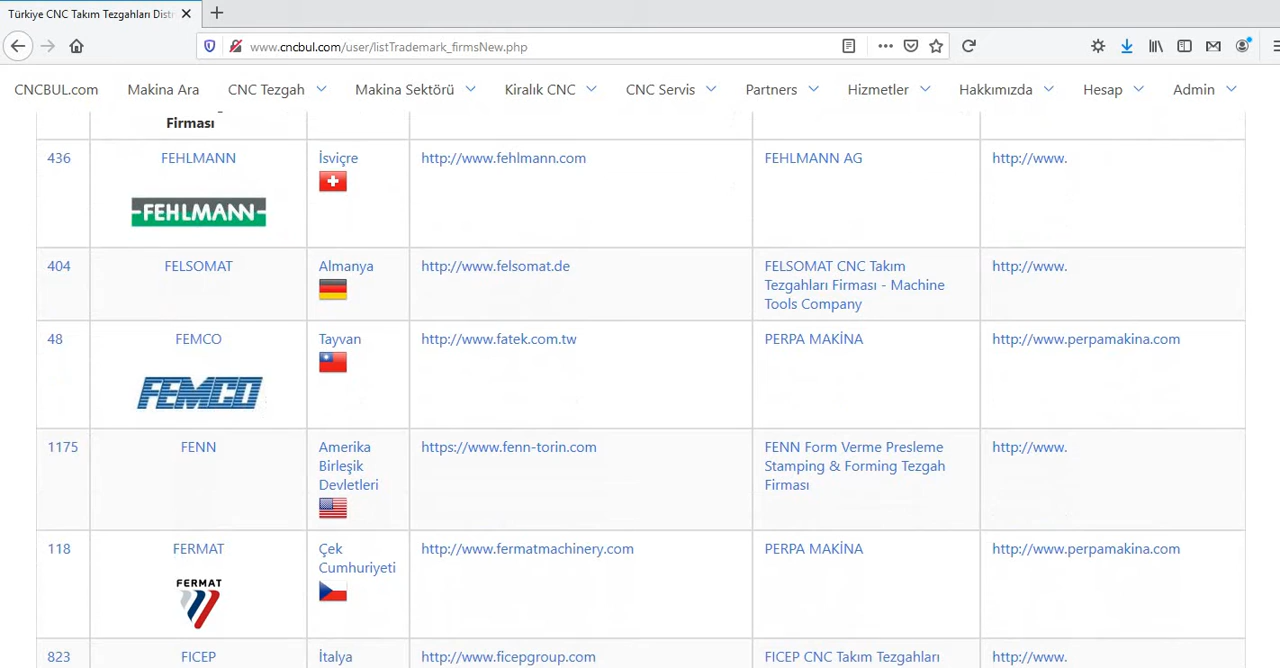 Türkiye CNC Takım Tezgahları Distr
www.cncbul.com/user/listTrademark_firmsNew.php
CNCBUL.com Makina Ara CNC Tezgah Makina Sektörü Kiralık CNC CNC Servis Partners Hizmetler Hakkımızda Hesap Admin
Firması
436 FEHLMANN İsviçre http://www.fehlmann.com FEHLMANN AG http://www.
FEHLMANN
404 FELSOMAT Almanya http://www.felsomat.de FELSOMAT CNC Takım http://www.
Tezgahları Firması - Machine
Tools Company
48 FEMCO Tayvan http://www.fatek.com.tw PERPA MAKİNA http://www.perpamakina.com
FEMCO
1175 FENN Amerika https://www.fenn-torin.com FENN Form Verme Presleme http://www.
Birleşik Stamping & Forming Tezgah
Devletleri Firması
118 FERMAT Çek http://www.fermatmachinery.com PERPA MAKİNA http://www.perpamakina.com
Cumhuriyeti
FERMAT
823 FICEP İtalya http://www.ficepgroup.com FICEP CNC Takım Tezgahları http://www.